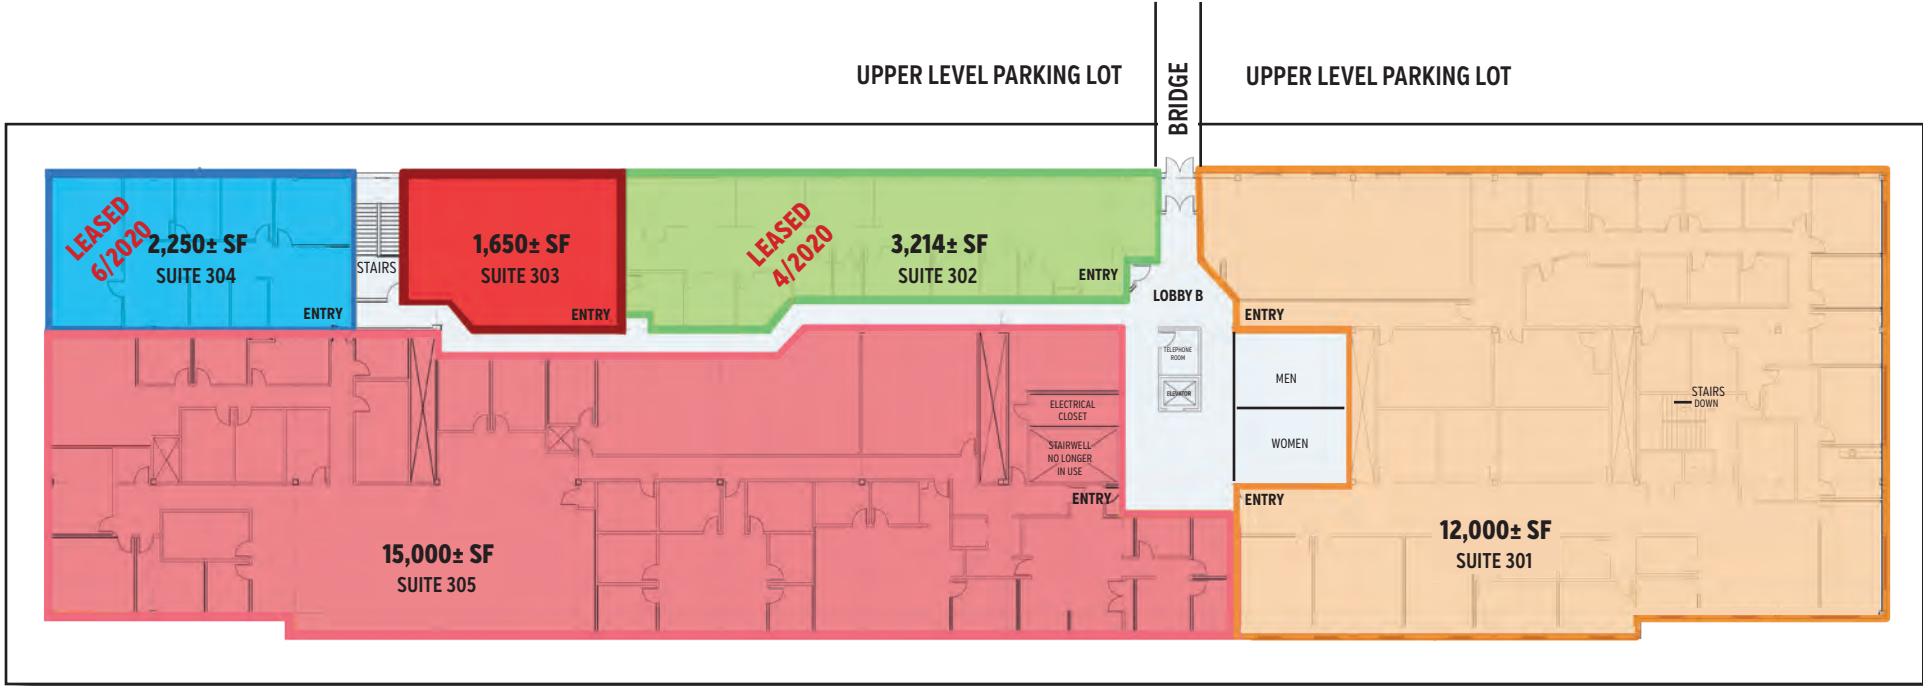 UPPER LEVEL PARKING LOT
BRIDGE
UPPER LEVEL PARKING LOT
LEASED
6/2020
2,250± SF
SUITE 304
ENTRY
STAIRS
1,650± SF
SUITE 303
ENTRY
LEASED
4/2020
3,214± SF
SUITE 302
ENTRY
LOBBY B
ENTRY
TELEPHONE
ROOM
ELEVATOR
MEN
WOMEN
ELECTRICAL
CLOSET
STAIRWELL
NO LONGER
IN USE
ENTRY
ENTRY
STAIRS
DOWN
15,000± SF
SUITE 305
12,000± SF
SUITE 301